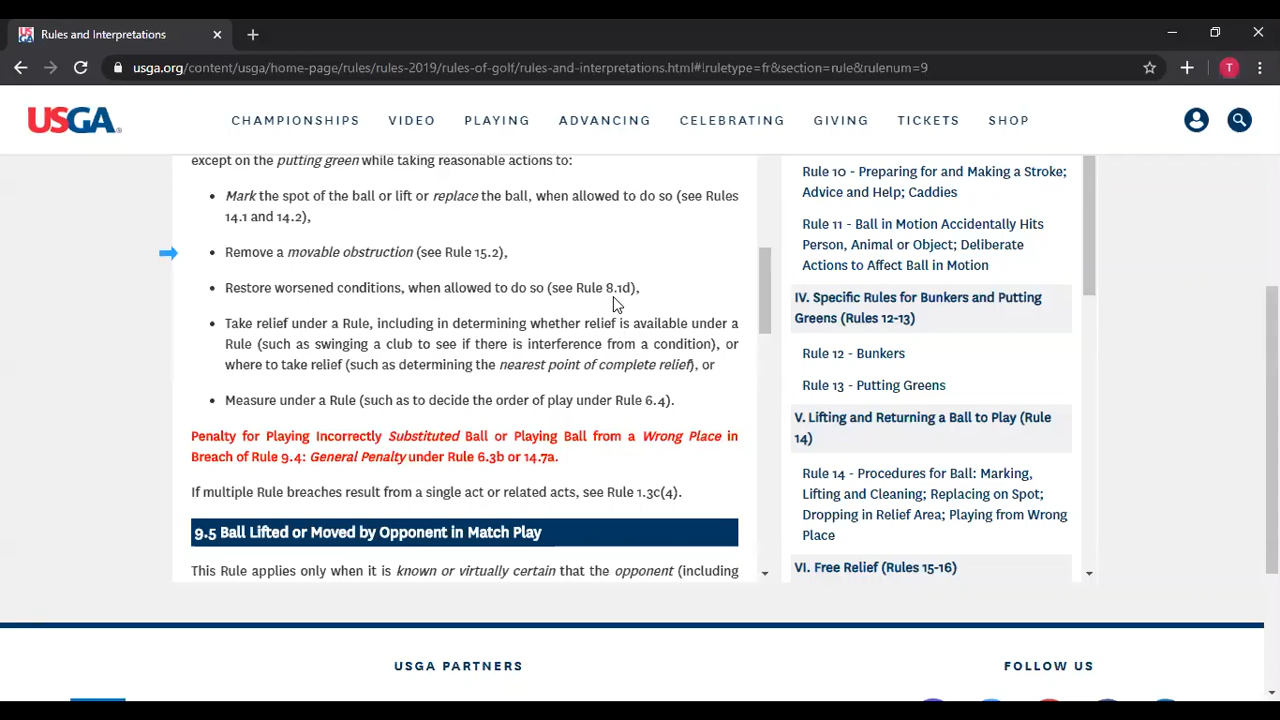 Rules and Interpretations
usga.org/content/usga/home-page/rules/rules-2019/rules-of-golf/rules-and-interpretations.html#!ruletype=fr&section=rule&rulenum=9
T
USGA
CHAMPIONSHIPS VIDEO PLAYING ADVANCING CELEBRATING GIVING TICKETS SHOP
except on the putting green while taking reasonable actions to:
• Mark the spot of the ball or lift or replace the ball, when allowed to do so (see Rules
14.1 and 14.2),
• Remove a movable obstruction (see Rule 15.2),
• Restore worsened conditions, when allowed to do so (see Rule 8.1d),
• Take relief under a Rule, including in determining whether relief is available under a
Rule (such as swinging a club to see if there is interference from a condition), or
where to take relief (such as determining the nearest point of complete relief), or
• Measure under a Rule (such as to decide the order of play under Rule 6.4).
Penalty for Playing Incorrectly Substituted Ball or Playing Ball from a Wrong Place in
Breach of Rule 9.4: General Penalty under Rule 6.3b or 14.7a.
If multiple Rule breaches result from a single act or related acts, see Rule 1.3c(4).
9.5 Ball Lifted or Moved by Opponent in Match Play
This Rule applies only when it is known or virtually certain that the opponent (including
Rule 10 - Preparing for and Making a Stroke;
Advice and Help; Caddies
Rule 11 - Ball in Motion Accidentally Hits
Person, Animal or Object; Deliberate
Actions to Affect Ball in Motion
IV. Specific Rules for Bunkers and Putting
Greens (Rules 12-13)
Rule 12 - Bunkers
Rule 13 - Putting Greens
V. Lifting and Returning a Ball to Play (Rule
14)
Rule 14 - Procedures for Ball: Marking,
Lifting and Cleaning; Replacing on Spot;
Dropping in Relief Area; Playing from Wrong
Place
VI. Free Relief (Rules 15-16)
USGA PARTNERS
FOLLOW US